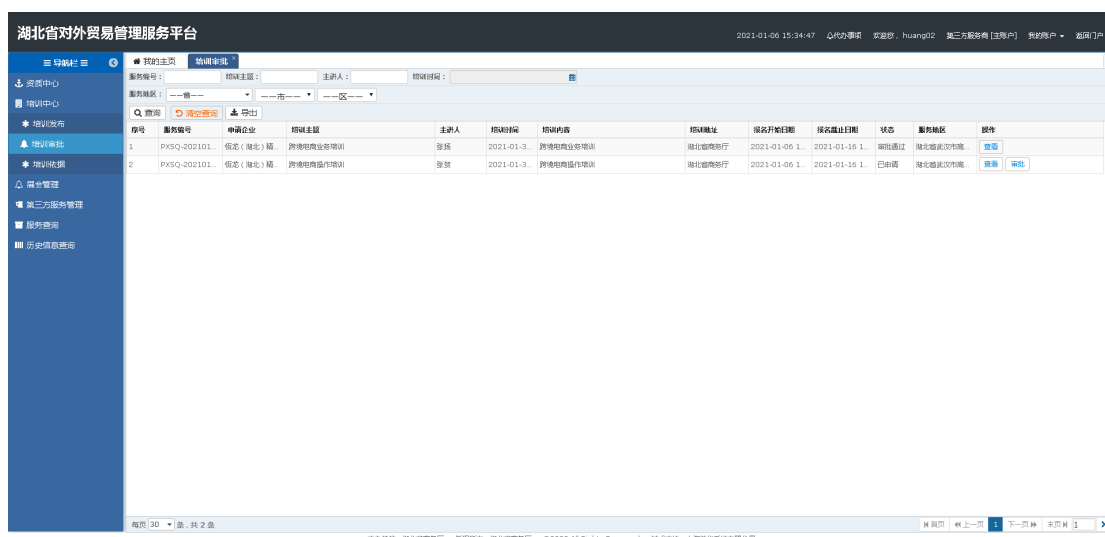 湖北省对外贸易管理服务平台
2021-01-06 15:34:47 代办事项 欢迎您，huang02 第三方服务商 [主账户] 我的账户 返回门户
导航栏
我的主页 培训审批 ×
资质中心
培训中心
培训发布
培训审批
培训依据
展会管理
第三方服务管理
服务查询
历史信息查询
服务编号： 培训主题： 主讲人： 培训时间：
服务地区： ——省—— ——市—— ——区——
查询 清空查询 导出
序号 服务编号 申请企业 培训主题 主讲人 培训时间 培训内容 培训地址 报名开始日期 报名截止日期 状态 服务地区 操作
1 PXSQ-202101... 佰龙（湖北）精... 跨境电商业务培训 张扬 2021-01-3... 跨境电商业务培训 湖北省商务厅 2021-01-06 1... 2021-01-16 1... 审批通过 湖北省武汉市... 查看
2 PXSQ-202101... 佰龙（湖北）精... 跨境电商操作培训 张贺 2021-01-3... 跨境电商操作培训 湖北省商务厅 2021-01-06 1... 2021-01-16 1... 已申请 湖北省武汉市... 查看 审批
每页 30 条，共 2 条
首页 上一页 1 下一页 末页 1